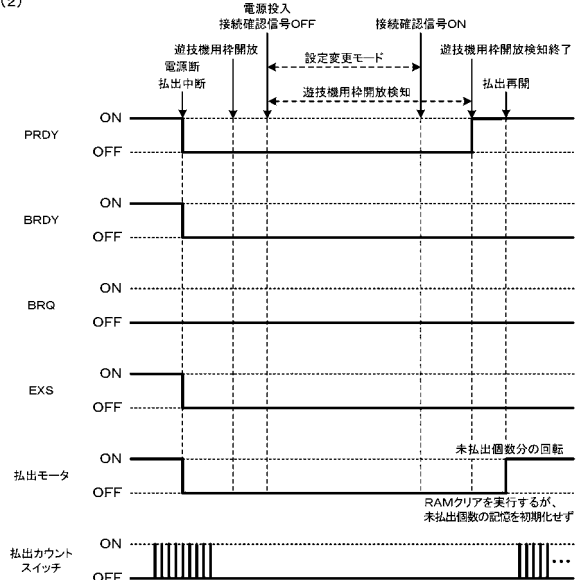 (2)
電源投入
接続確認信号OFF
接続確認信号ON
遊技機用枠開放
遊技機用枠開放検知終了
電源断
払出中断
設定変更モード
払出再開
遊技機用枠開放検知
PRDY
ON
OFF
BRDY
ON
OFF
BRQ
ON
OFF
EXS
ON
OFF
払出モータ
ON
OFF
未払出個数分の回転
RAMクリアを実行するが、
未払出個数の記憶を初期化せず
払出カウント
スイッチ
ON
OFF